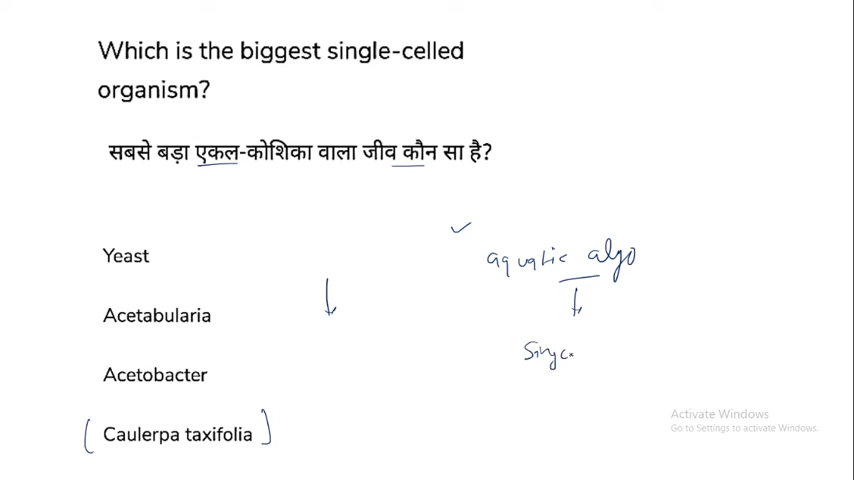 Which is the biggest single-celled
organism?
सबसे बड़ा एकल-कोशिका वाला जीव कौन सा है?
Yeast
aquatic algo
Acetabularia
Acetobacter
(Caulerpa taxifolia)
Activate Windows
Go to Settings to activate Windows.